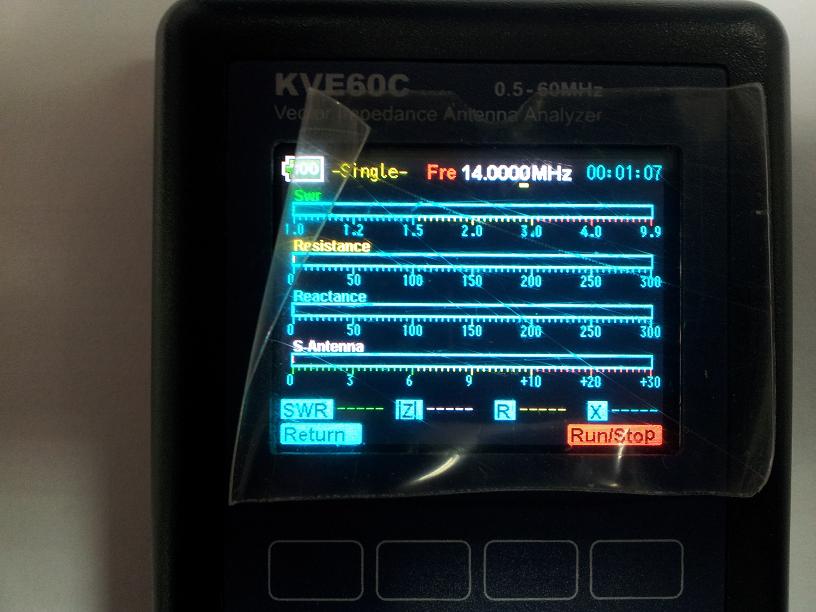 KVE60C 0.5-60MHz
Vector Impedance Antenna Analyzer
100 -Single- Fre 14.0000MHz 00:01:07
Swr
1.0 1.2 1.5 2.0 3.0 4.0 9.9
Resistance
0 50 100 150 200 250 300
Reactance
0 50 100 150 200 250 300
S.Antenna
0 3 6 9 +10 +20 +30
SWR ----- |Z| ----- R ----- X -----
Return Run/Stop